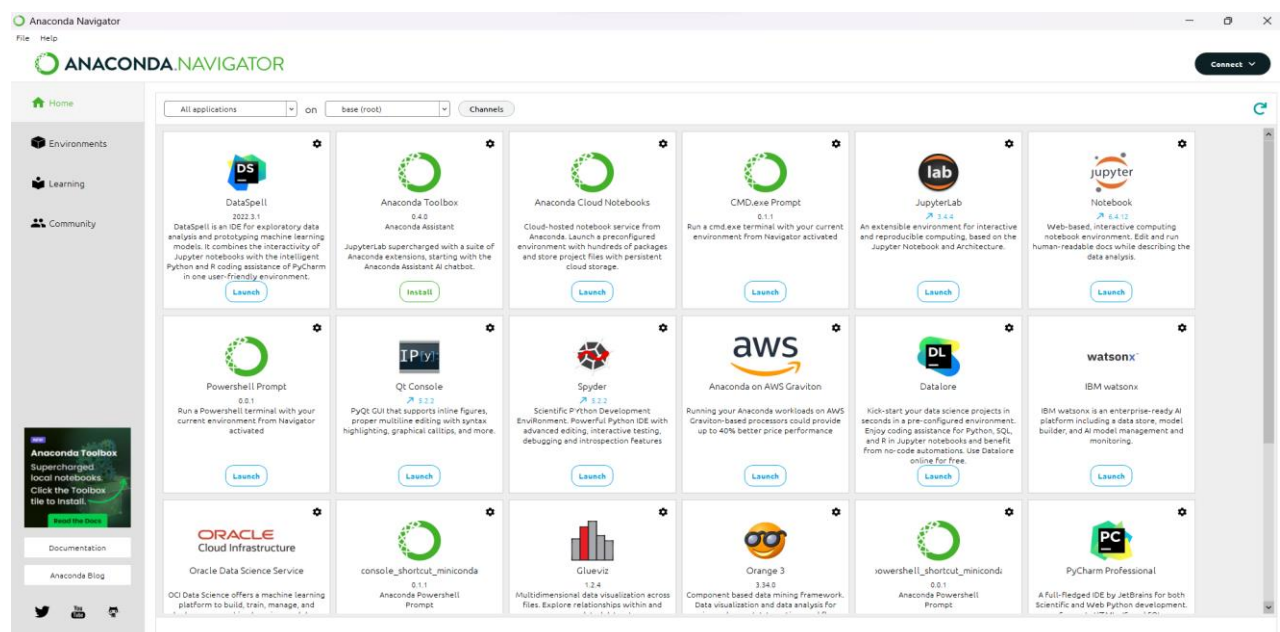 Anaconda Navigator
File Help
ANACONDA.NAVIGATOR
Connect
Home
Environments
Learning
Community
All applications on base (root) Channels
DS
DataSpell
2022.3.1
DataSpell is an IDE for exploratory data
analysis and prototyping machine learning
models. It combines the interactivity of
Jupyter notebooks with the intelligent
Python and R coding assistance of PyCharm
in one user-friendly environment.
Launch
Anaconda Toolbox
0.4.0
Anaconda Assistant
JupyterLab supercharged with a suite of
Anaconda extensions, starting with the
Anaconda Assistant AI chatbot.
Install
Anaconda Cloud Notebooks
Cloud-hosted notebook service from
Anaconda. Launch a preconfigured
environment with hundreds of packages
and store project files with persistent
cloud storage.
Launch
CMD.exe Prompt
0.1.1
Run a cmd.exe terminal with your current
environment from Navigator activated
Launch
lab
JupyterLab
3.4.4
An extensible environment for interactive
and reproducible computing, based on the
Jupyter Notebook and Architecture.
Launch
jupyter
Notebook
6.4.12
Web-based, interactive computing
notebook environment. Edit and run
human-readable docs while describing the
data analysis.
Launch
Powershell Prompt
0.0.1
Run a Powershell terminal with your
current environment from Navigator
activated
Launch
IP[y]:
Qt Console
5.2.2
PyQt GUI that supports inline figures,
proper multiline editing with syntax
highlighting, graphical calltips, and more.
Launch
Spyder
5.2.2
Scientific PYthon Development
EnviRonment. Powerful Python IDE with
advanced editing, interactive testing,
debugging and introspection features
Launch
aws
Anaconda on AWS Graviton
Running your Anaconda workloads on AWS
Graviton-based processors could provide
up to 40% better price performance
Launch
DL
Datalore
Kick-start your data science projects in
seconds in a pre-configured environment.
Enjoy coding assistance for Python, SQL,
and R in Jupyter notebooks and benefit
from no-code automations. Use Datalore
online for free.
Launch
watsonx
IBM watsonx
IBM watsonx is an enterprise-ready AI
platform including a data store, model
builder, and AI model management and
monitoring.
Launch
ORACLE
Cloud Infrastructure
Oracle Data Science Service
OCI Data Science offers a machine learning
platform to build, train, manage, and
console_shortcut_miniconda
0.1.1
Anaconda Powershell
Prompt
Glueviz
1.2.4
Multidimensional data visualization across
files. Explore relationships within and
Orange 3
3.34.0
Component based data mining framework.
Data visualization and data analysis for
powershell_shortcut_miniconda
0.0.1
Anaconda Powershell
Prompt
PC
PyCharm Professional
A full-fledged IDE by JetBrains for both
Scientific and Web Python development.
NEW
Anaconda Toolbox
Supercharged
local notebooks.
Click the Toolbox
tile to install.
Read the Docs
Documentation
Anaconda Blog
You
Tube